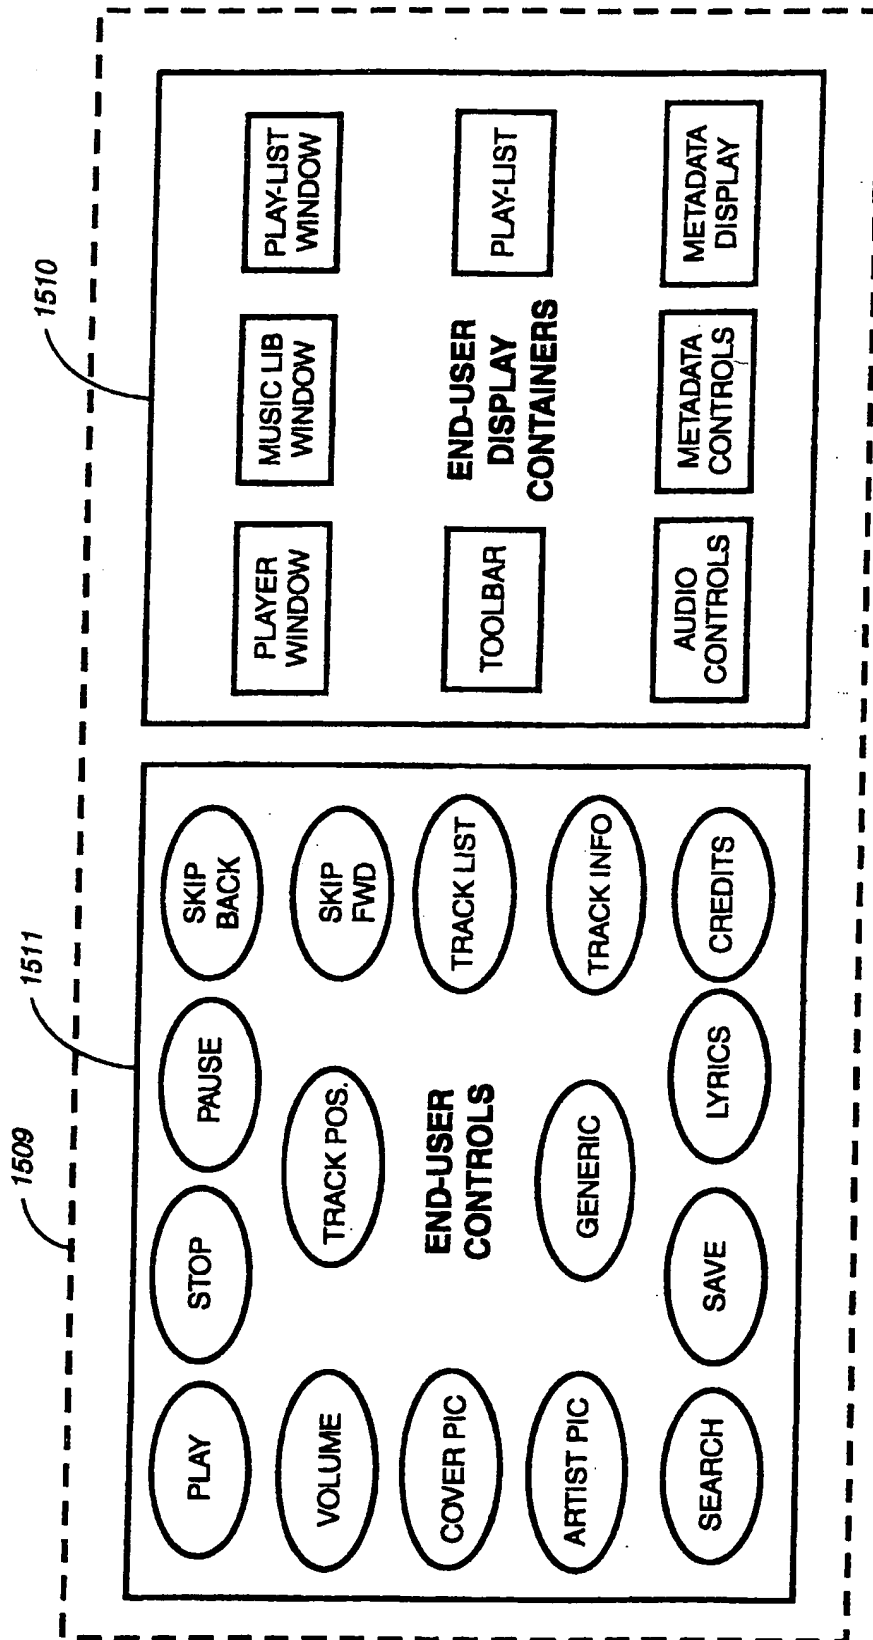 1509
1511
1510
PLAY
STOP
PAUSE
SKIP
BACK
VOLUME
TRACK POS.
SKIP
FWD
COVER PIC
END-USER
CONTROLS
TRACK LIST
ARTIST PIC
GENERIC
TRACK INFO
SEARCH
SAVE
LYRICS
CREDITS
PLAYER
WINDOW
MUSIC LIB
WINDOW
PLAY-LIST
WINDOW
TOOLBAR
END-USER
DISPLAY
CONTAINERS
PLAY-LIST
AUDIO
CONTROLS
METADATA
CONTROLS
METADATA
DISPLAY